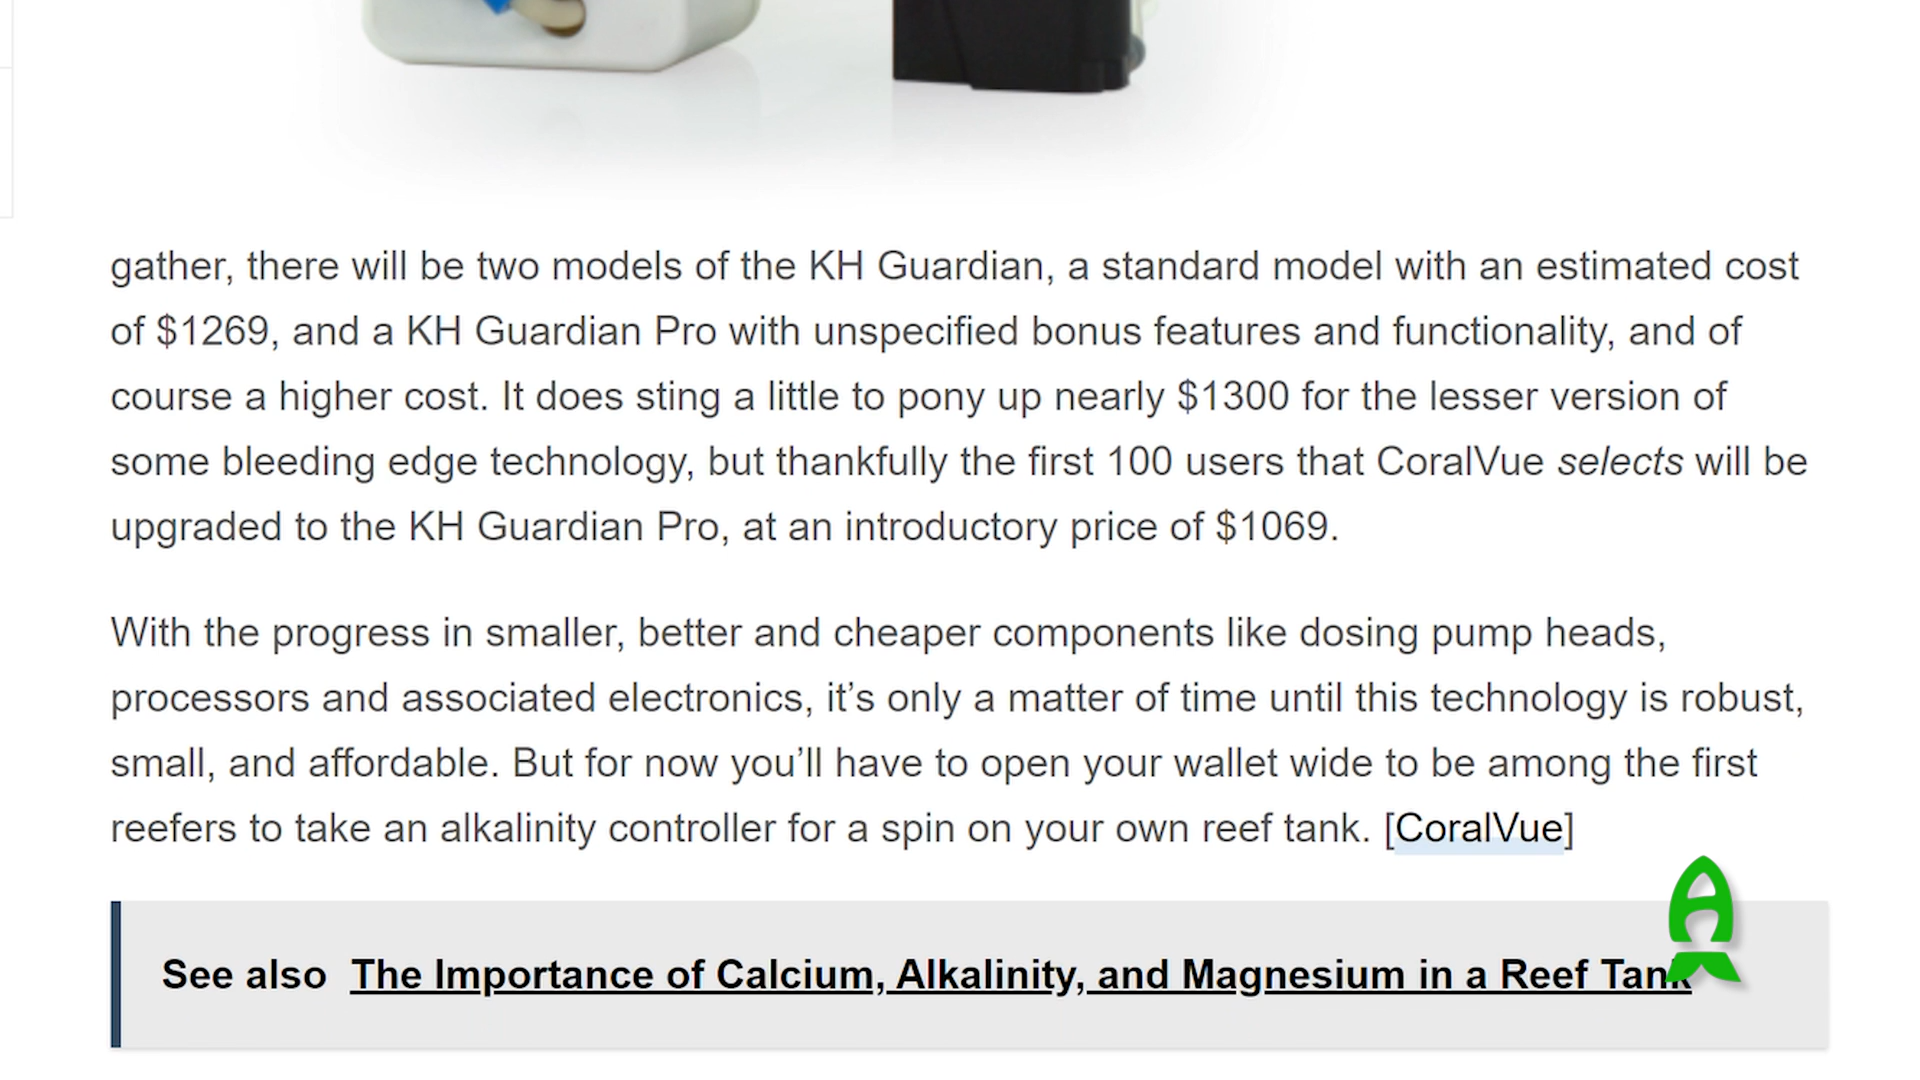 gather, there will be two models of the KH Guardian, a standard model with an estimated cost
of $1269, and a KH Guardian Pro with unspecified bonus features and functionality, and of
course a higher cost. It does sting a little to pony up nearly $1300 for the lesser version of
some bleeding edge technology, but thankfully the first 100 users that CoralVue selects will be
upgraded to the KH Guardian Pro, at an introductory price of $1069.
With the progress in smaller, better and cheaper components like dosing pump heads,
processors and associated electronics, it’s only a matter of time until this technology is robust,
small, and affordable. But for now you’ll have to open your wallet wide to be among the first
reefers to take an alkalinity controller for a spin on your own reef tank. [CoralVue]
See also The Importance of Calcium, Alkalinity, and Magnesium in a Reef Tank